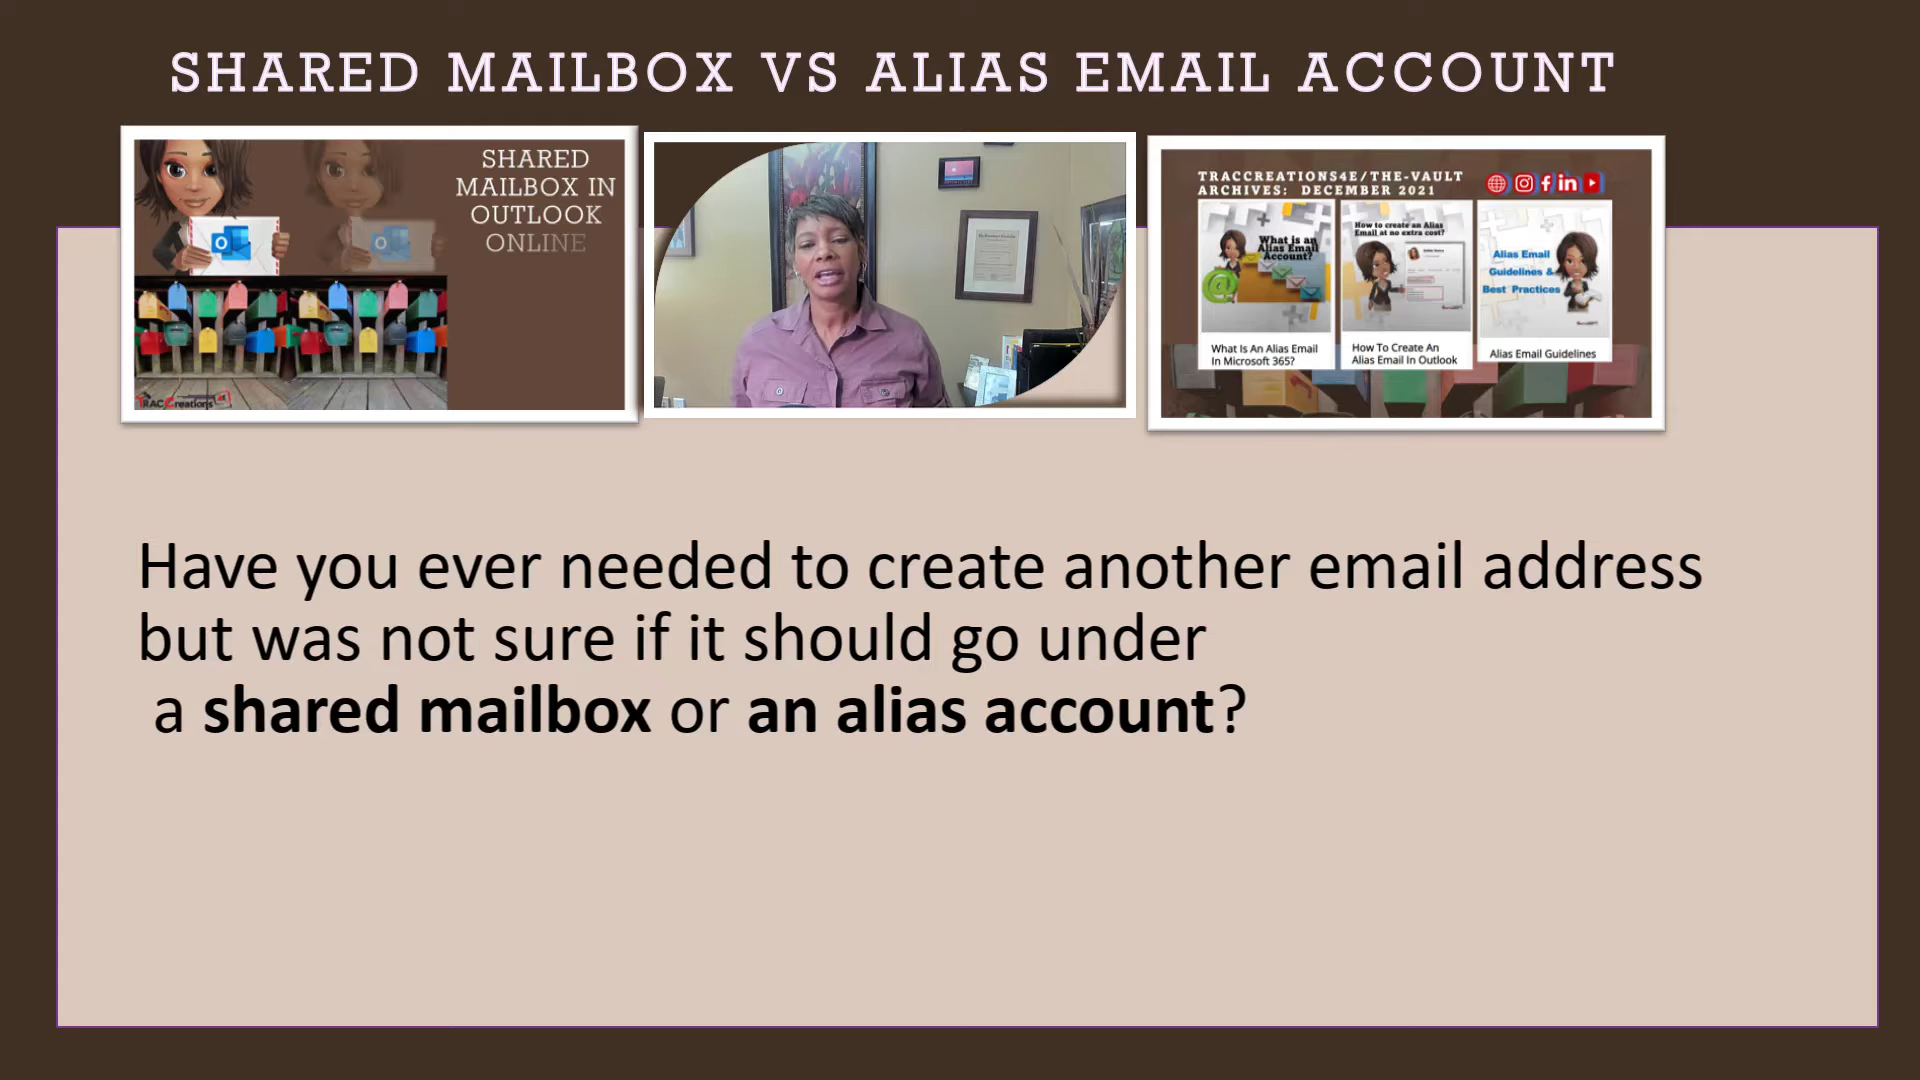 SHARED MAILBOX VS ALIAS EMAIL ACCOUNT
SHARED
MAILBOX IN
OUTLOOK
ONLINE
TRACCreations
TRACCREATIONS4E/THE-VAULT
ARCHIVES: DECEMBER 2021
What is an
Alias Email
Account?
What Is An Alias Email
In Microsoft 365?
How to create an Alias
Email at no extra cost?
How To Create An
Alias Email In Outlook
Alias Email
Guidelines &
Best Practices
Alias Email Guidelines
Have you ever needed to create another email address
but was not sure if it should go under
a shared mailbox or an alias account?